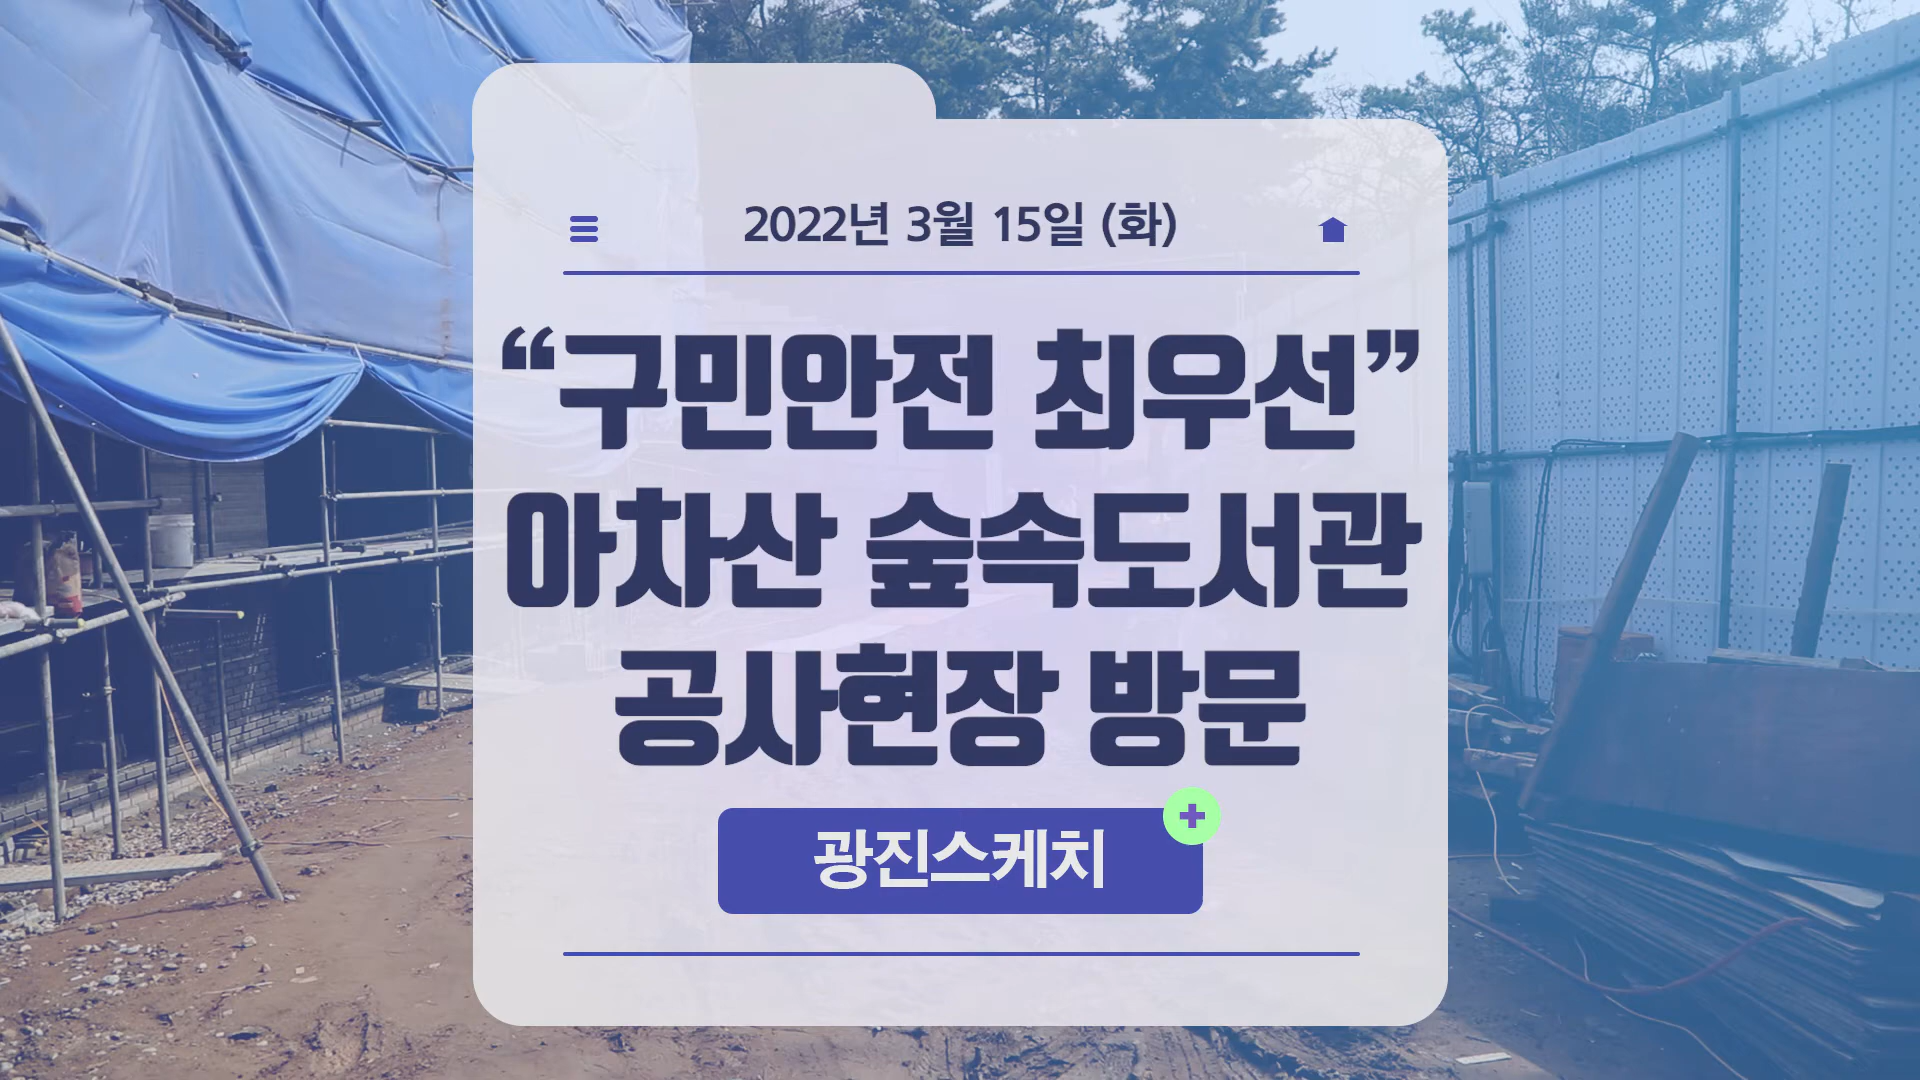 2022년 3월 15일 (화)
“구민안전 최우선”
아차산 숲속도서관
공사현장 방문
광진스케치